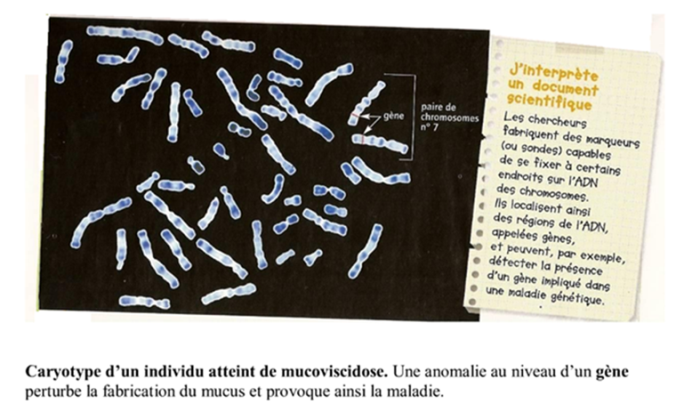 gène
paire de
chromosomes
n° 7
J'interprète
un document
scientifique
Les chercheurs
fabriquent des marqueurs
(ou sondes) capables
de se fixer à certains
endroits sur l'ADN
des chromosomes.
Ils localisent ainsi
des régions de l'ADN,
appelées gènes,
et peuvent, par exemple,
détecter la présence
d'un gène impliqué dans
une maladie génétique.
Caryotype d'un individu atteint de mucoviscidose. Une anomalie au niveau d'un gène
perturbe la fabrication du mucus et provoque ainsi la maladie.